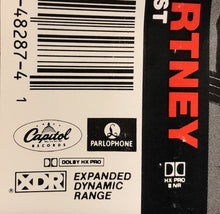 -48287-4
1
RTNEY
ST
Capitol
RECORDS
PARLOPHONE
DOLBY HX PRO
HX PRO
B NR
XDR
EXPANDED
DYNAMIC
RANGE